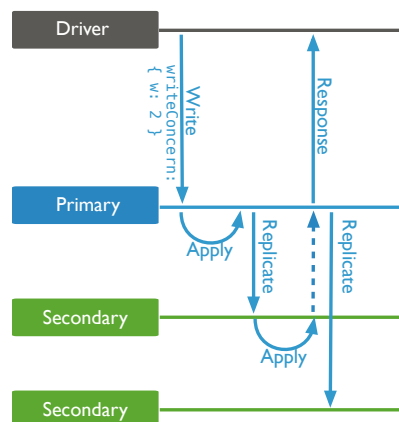 Driver
Write
writeConcern:
{ w: 2 }
Response
Primary
Apply
Replicate
Replicate
Secondary
Apply
Secondary